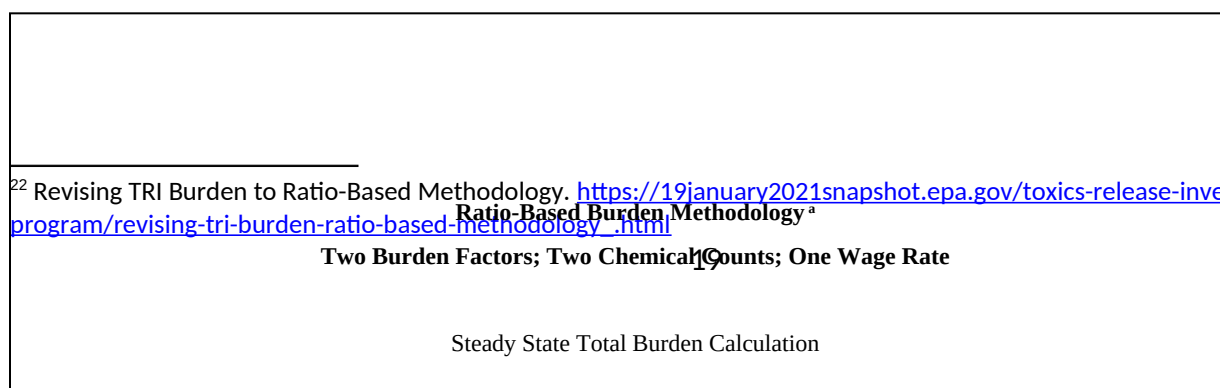 22 Revising TRI Burden to Ratio-Based Methodology. https://19january2021snapshot.epa.gov/toxics-release-inve
program/revising-tri-burden-ratio-based-methodology_.html
Ratio-Based Burden Methodology a
Two Burden Factors; Two Chemical Counts; One Wage Rate
19
Steady State Total Burden Calculation